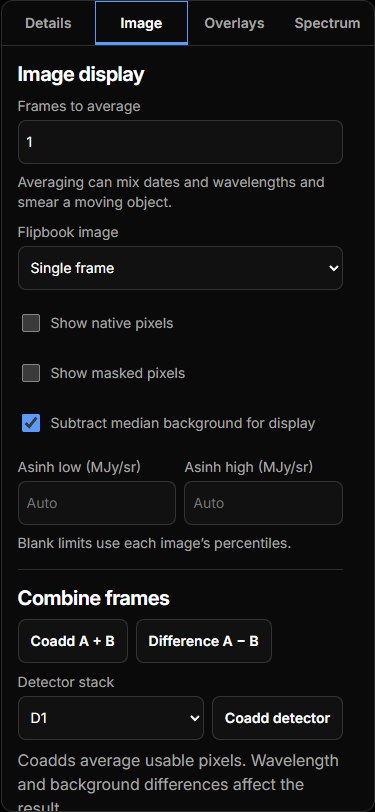 Details Image Overlays Spectrum
Image display
Frames to average
1
Averaging can mix dates and wavelengths and
smear a moving object.
Flipbook image
Single frame
Show native pixels
Show masked pixels
Subtract median background for display
Asinh low (MJy/sr) Asinh high (MJy/sr)
Auto Auto
Blank limits use each image’s percentiles.
Combine frames
Coadd A + B Difference A − B
Detector stack
D1 Coadd detector
Coadds average usable pixels. Wavelength
and background differences affect the
result.